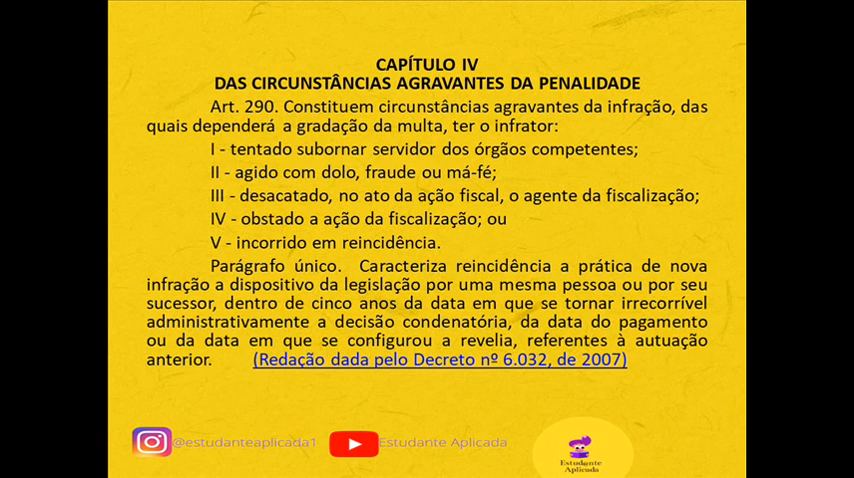 CAPÍTULO IV
DAS CIRCUNSTÂNCIAS AGRAVANTES DA PENALIDADE
Art. 290. Constituem circunstâncias agravantes da infração, das
quais dependerá a gradação da multa, ter o infrator:
I - tentado subornar servidor dos órgãos competentes;
II - agido com dolo, fraude ou má-fé;
III - desacatado, no ato da ação fiscal, o agente da fiscalização;
IV - obstado a ação da fiscalização; ou
V - incorrido em reincidência.
Parágrafo único. Caracteriza reincidência a prática de nova
infração a dispositivo da legislação por uma mesma pessoa ou por seu
sucessor, dentro de cinco anos da data em que se tornar irrecorrível
administrativamente a decisão condenatória, da data do pagamento
ou da data em que se configurou a revelia, referentes à autuação
anterior. (Redação dada pelo Decreto nº 6.032, de 2007)
@estudanteaplicada1 Estudante Aplicada
Estudante
Aplicada